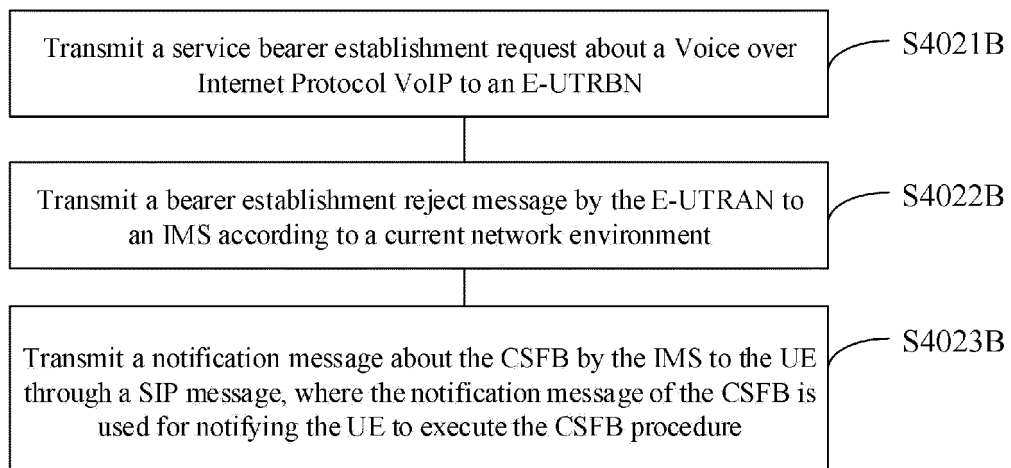 Transmit a service bearer establishment request about a Voice over
Internet Protocol VoIP to an E-UTRBN
S4021B
Transmit a bearer establishment reject message by the E-UTRAN to
an IMS according to a current network environment
S4022B
Transmit a notification message about the CSFB by the IMS to the UE
through a SIP message, where the notification message of the CSFB is
used for notifying the UE to execute the CSFB procedure
S4023B